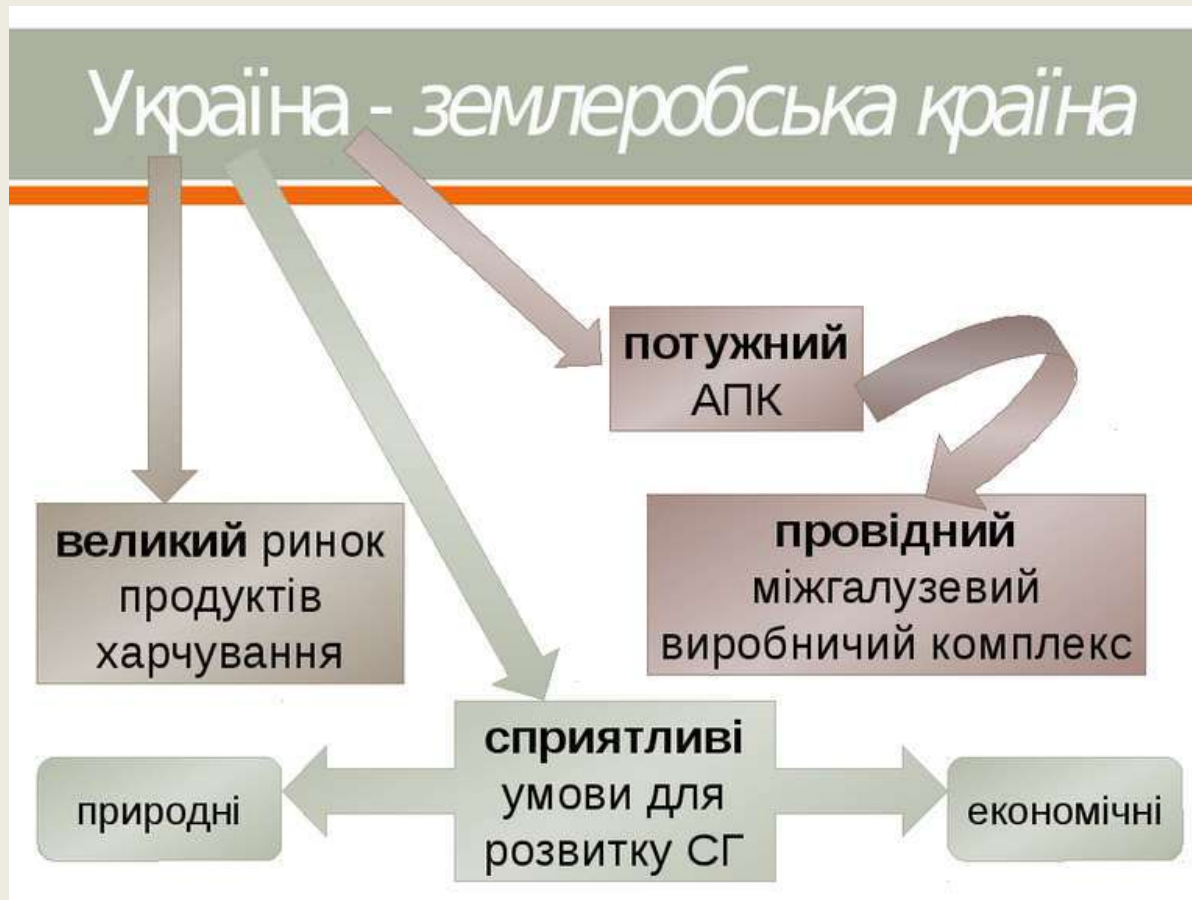 Україна - землеробська країна
потужний
АПК
великий ринок
продуктів
харчування
провідний
міжгалузевий
виробничий комплекс
сприятливі
умови для
розвитку СГ
природні
економічні